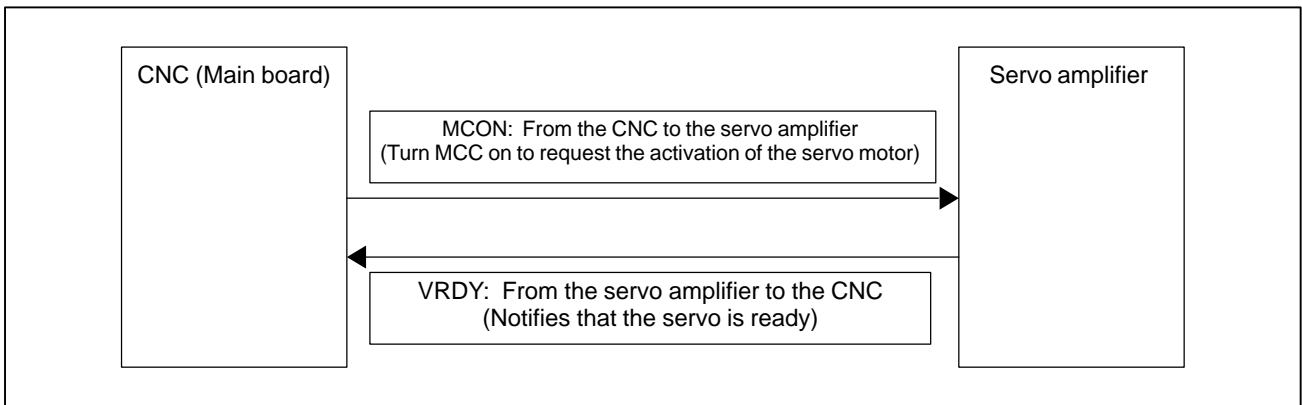 CNC (Main board)
Servo amplifier
MCON: From the CNC to the servo amplifier
(Turn MCC on to request the activation of the servo motor)
VRDY: From the servo amplifier to the CNC
(Notifies that the servo is ready)